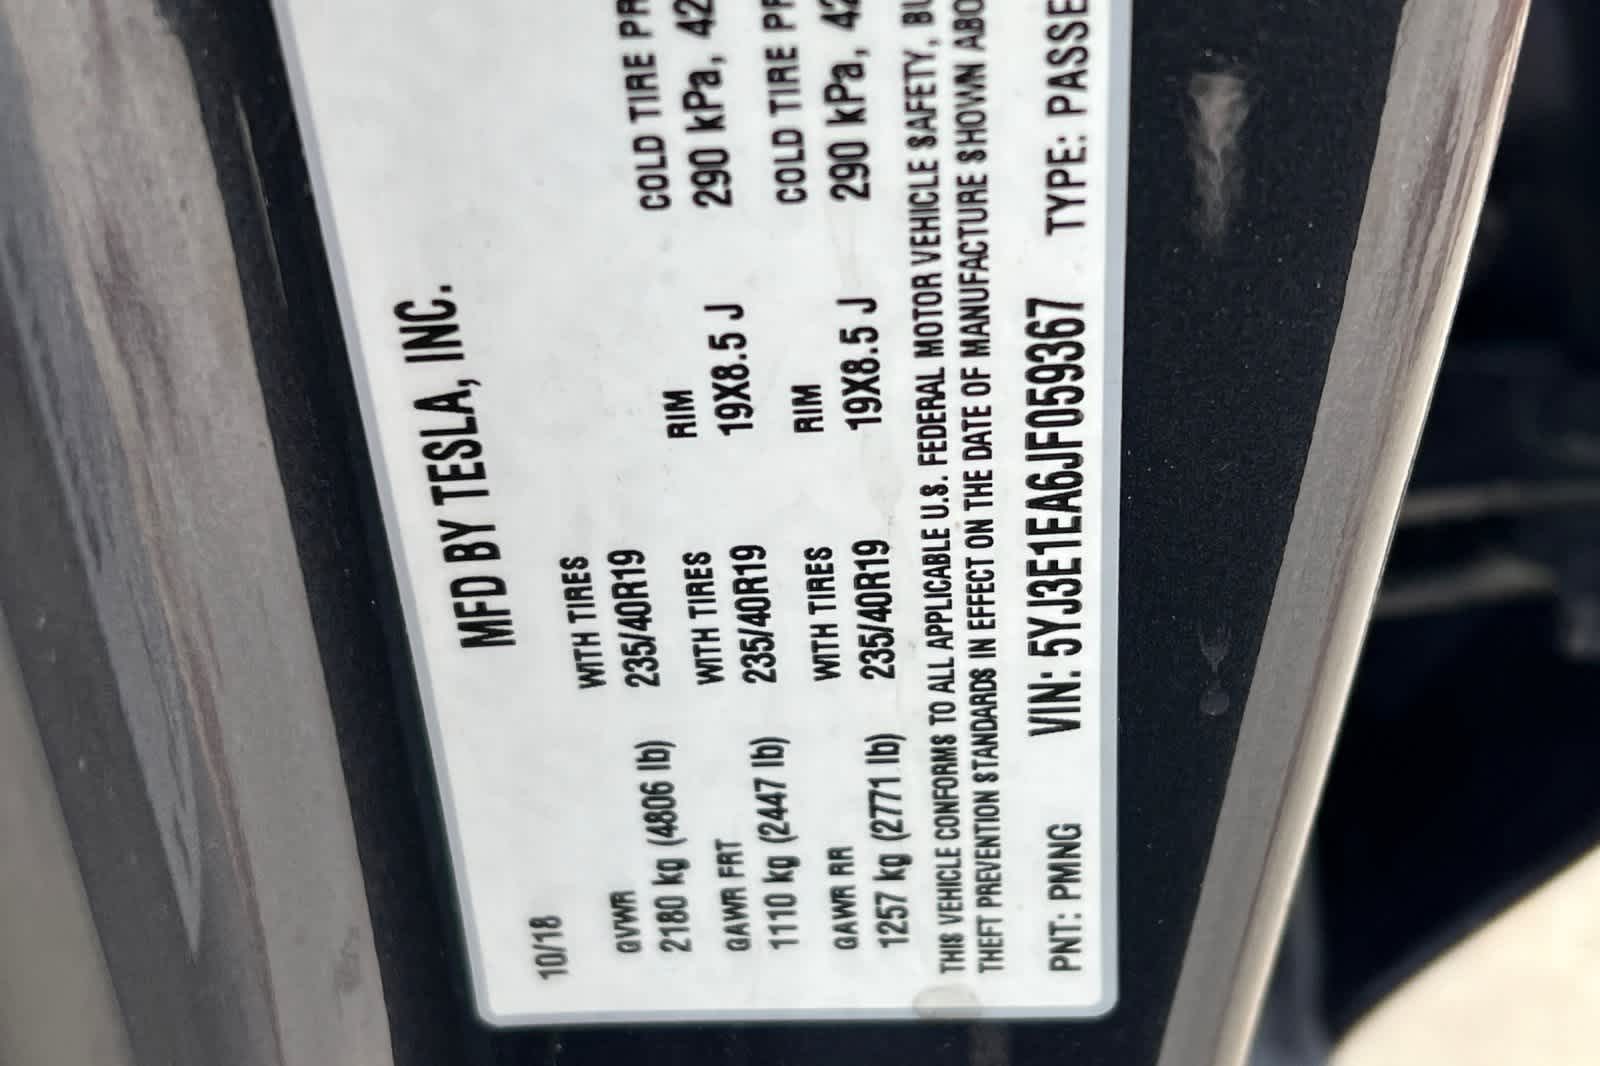 MFD BY TESLA, INC.
10/18
GVWR
2180 kg (4806 lb)
WITH TIRES
235/40R19
RIM
19X8.5 J
COLD TIRE PR
290 kPa, 42
GAWR FRT
1110 kg (2447 lb)
WITH TIRES
235/40R19
RIM
19X8.5 J
COLD TIRE PR
290 kPa, 42
GAWR RR
1257 kg (2771 lb)
WITH TIRES
235/40R19
THIS VEHICLE CONFORMS TO ALL APPLICABLE U.S. FEDERAL MOTOR VEHICLE SAFETY, BU
THEFT PREVENTION STANDARDS IN EFFECT ON THE DATE OF MANUFACTURE SHOWN ABO
PNT: PMNG VIN: 5YJ3E1EA6JF059367 TYPE: PASSE